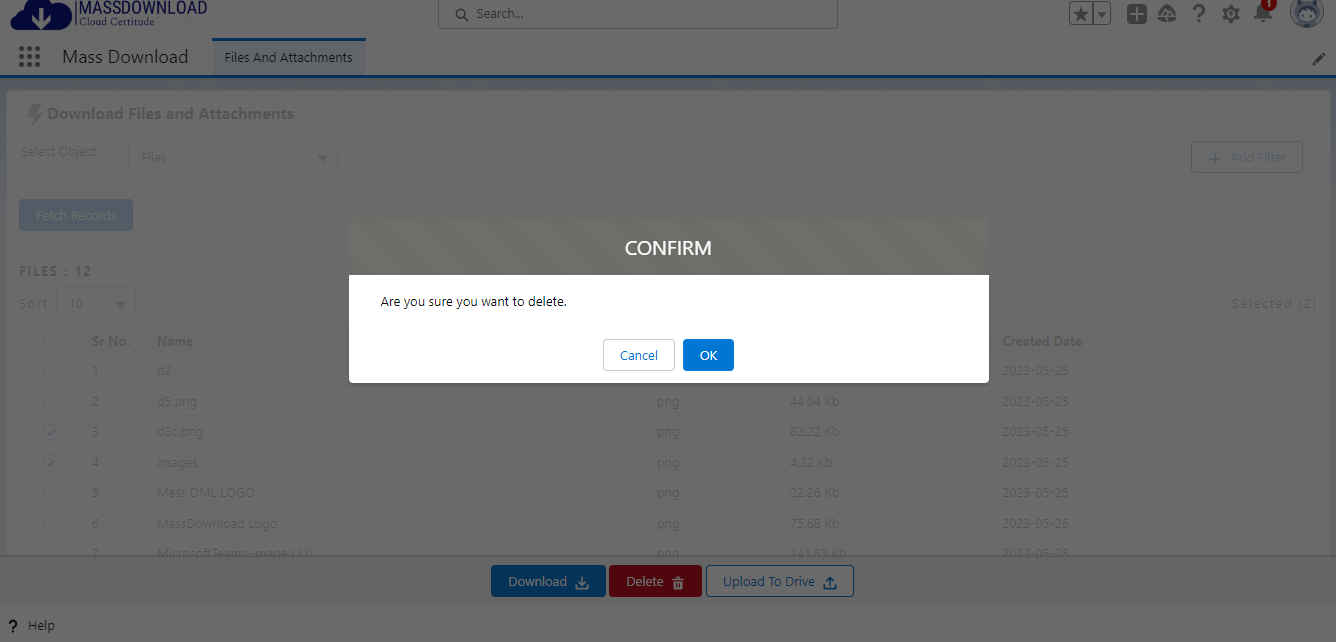 MASSDOWNLOAD
Cloud Certitude
Search...
1
Mass Download
Files And Attachments
Download Files and Attachments
Select Object
Files
Add Filter
Fetch Records
CONFIRM
Are you sure you want to delete.
Cancel
OK
FILES : 12
Sort 10
Selected (2)
Sr No. Name Created Date
1 d2 2023-05-25
2 d5.png png 44.04 Kb 2023-05-25
3 d8c.png png 82.22 Kb 2023-05-25
4 images png 4.32 Kb 2023-05-25
5 Mass DML LOGO png 22.26 Kb 2023-05-25
6 MassDownload Logo png 75.68 Kb 2023-05-26
7 MicrosoftTeams-image (11) png 141.53 Kb 2023-05-25
Download
Delete
Upload To Drive
? Help